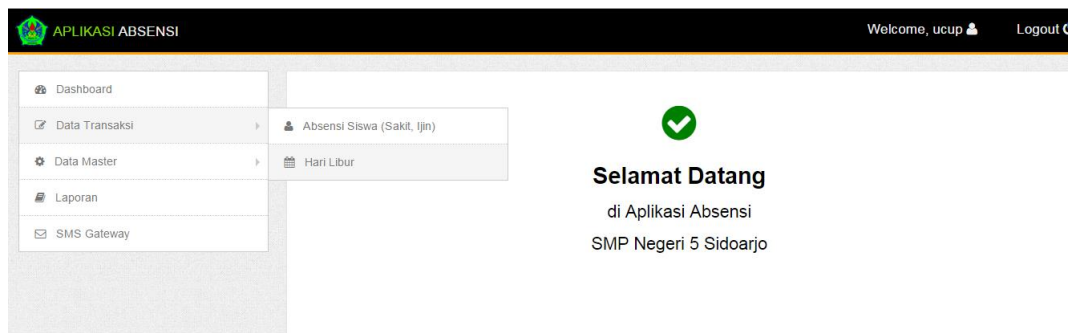 APLIKASI ABSENSI
Welcome, ucup
Logout
Dashboard
Data Transaksi
Absensi Siswa (Sakit, Ijin)
Data Master
Hari Libur
Laporan
SMS Gateway
Selamat Datang
di Aplikasi Absensi
SMP Negeri 5 Sidoarjo